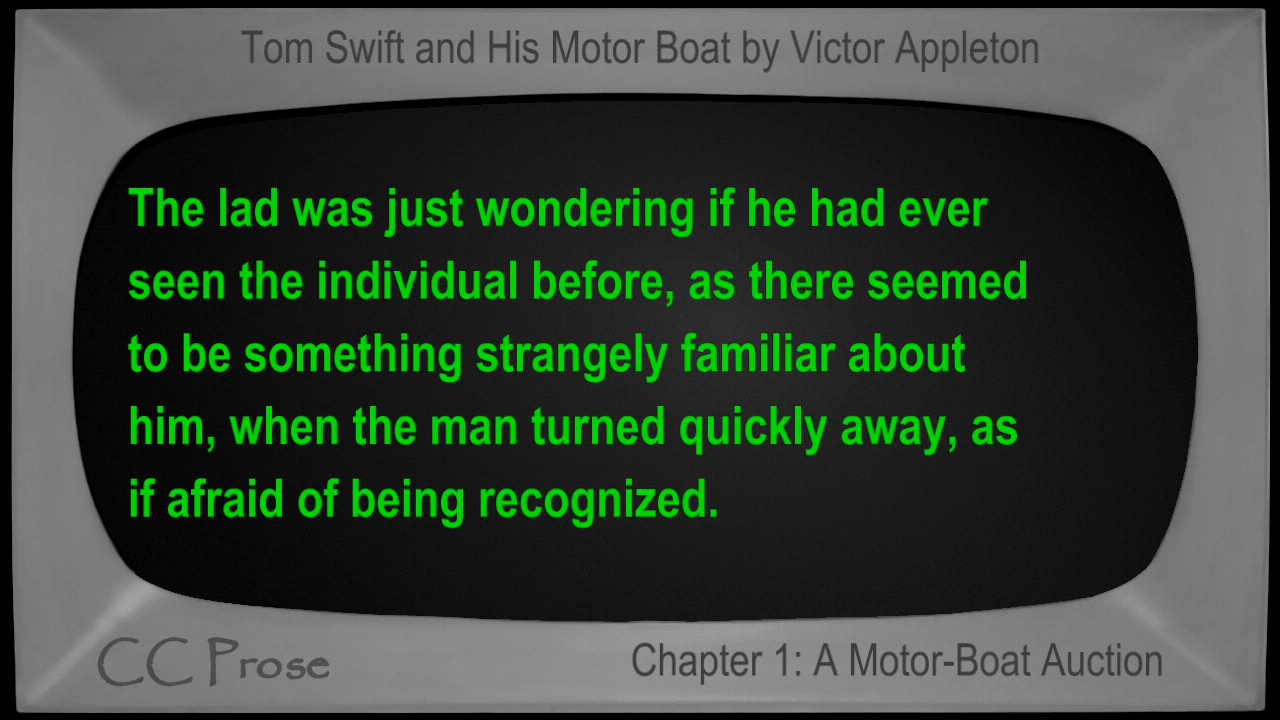 Tom Swift and His Motor Boat by Victor Appleton
The lad was just wondering if he had ever
seen the individual before, as there seemed
to be something strangely familiar about
him, when the man turned quickly away, as
if afraid of being recognized.
CC Prose
Chapter 1: A Motor-Boat Auction